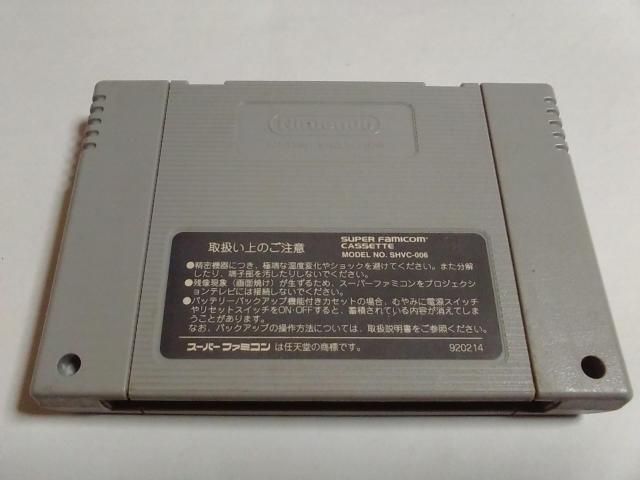 Nintendo
取扱い上のご注意
SUPER FAMICOM
CASSETTE
MODEL NO. SHVC-006
●精密機器につき、極端な温度変化やショックを避けてください。また分解
したり、端子部を汚したりしないでください。
●残像現象（画面焼け）が生ずるため、スーパーファミコンをプロジェクシ
ョンテレビには接続しないでください。
●バッテリーバックアップ機能付きカセットの場合、むやみに電源スイッチ
やリセットスイッチをON・OFFすると、蓄積されている内容が消えてしま
うことがあります。
なお、バックアップの操作方法については、取扱説明書をご参照ください。
スーパーファミコン は任天堂の商標です。
920214